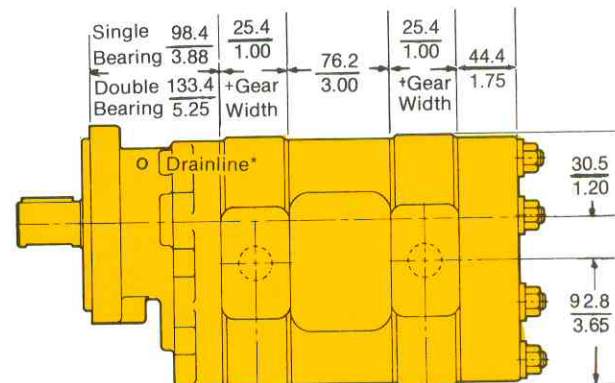 Single 98.4 25.4 25.4
Bearing 3.88 1.00 76.2 1.00 44.4
Double 133.4 +Gear 3.00 +Gear 1.75
Bearing 5.25 Width Width
o Drainline*
30.5
1.20
92.8
3.65